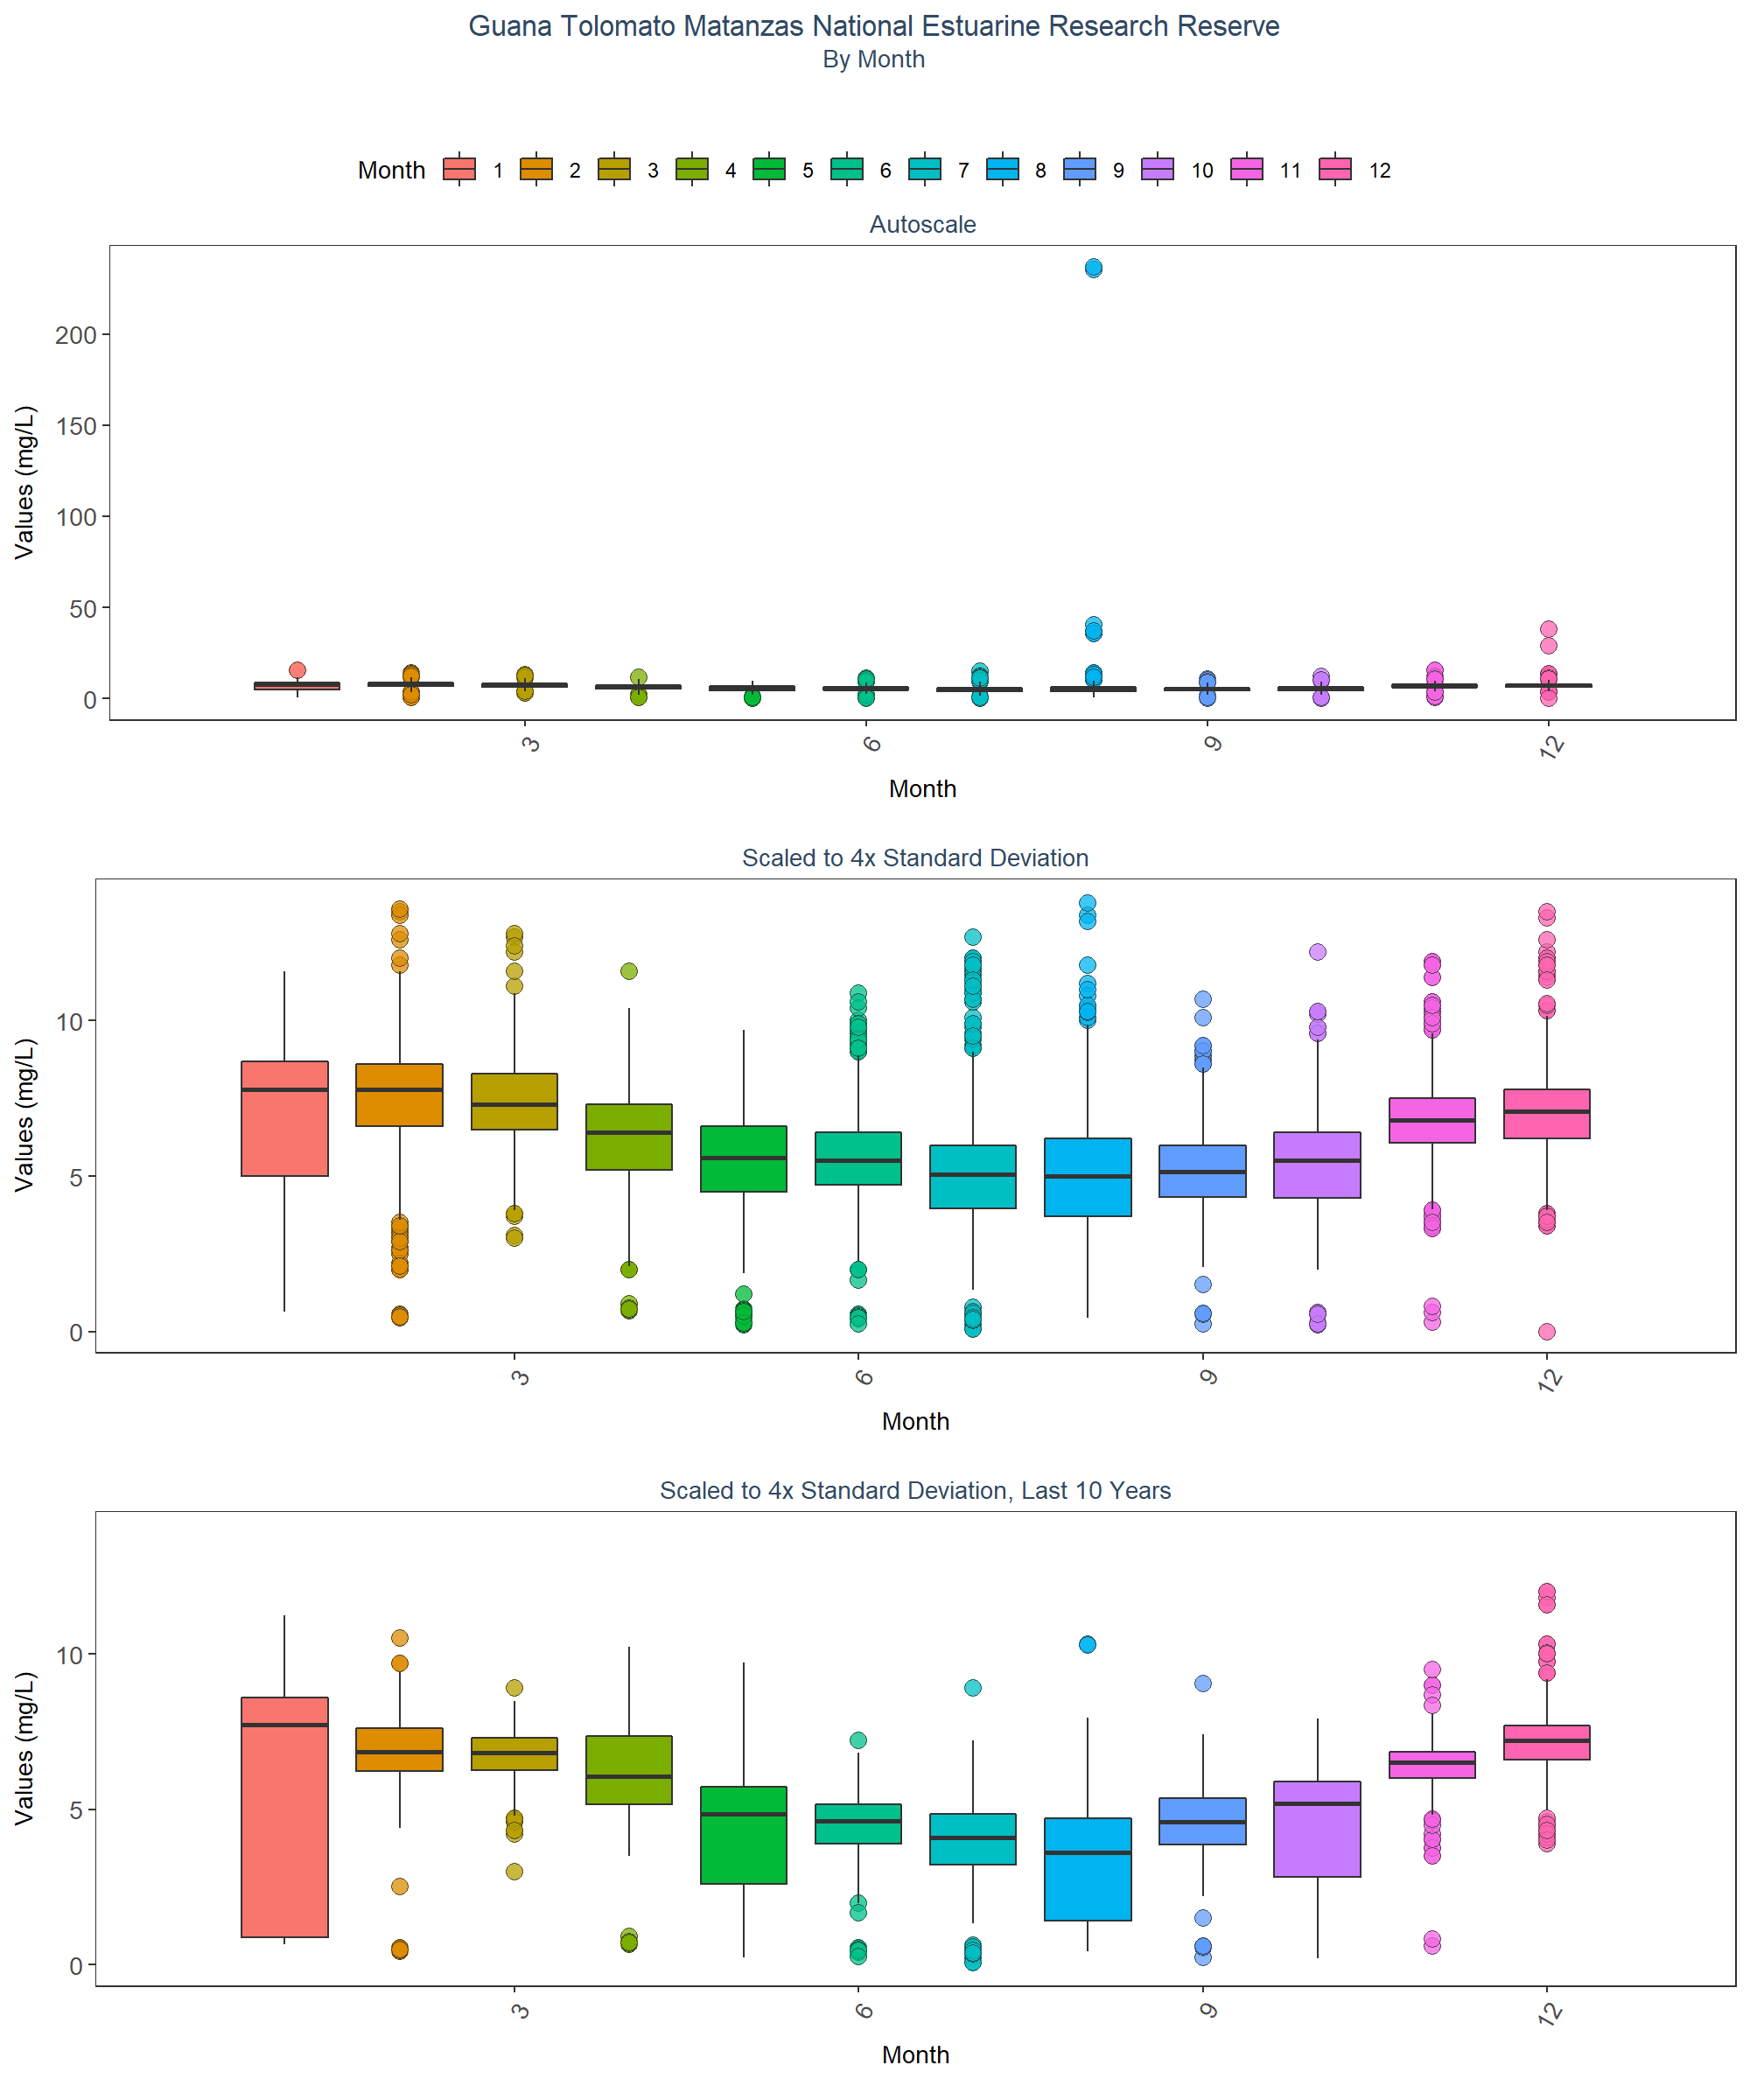 Guana Tolomato Matanzas National Estuarine Research Reserve
By Month
Month 1 2 3 4 5 6 7 8 9 10 11 12
Autoscale
Values (mg/L)
200
150
100
50
0
3 6 9 12
Month
Scaled to 4x Standard Deviation
Values (mg/L)
10
5
0
3 6 9 12
Month
Scaled to 4x Standard Deviation, Last 10 Years
Values (mg/L)
10
5
0
3 6 9 12
Month